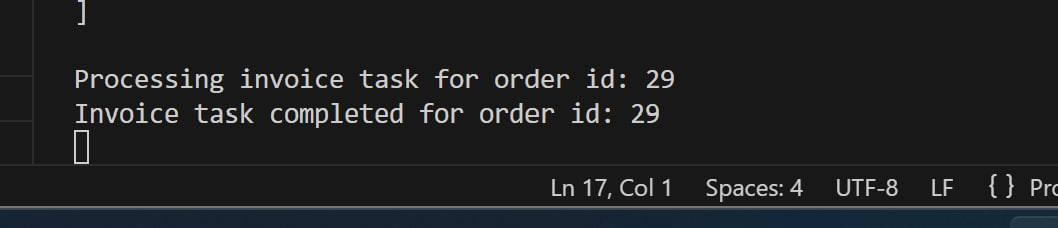 ]
Processing invoice task for order id: 29
Invoice task completed for order id: 29
Ln 17, Col 1 Spaces: 4 UTF-8 LF { }